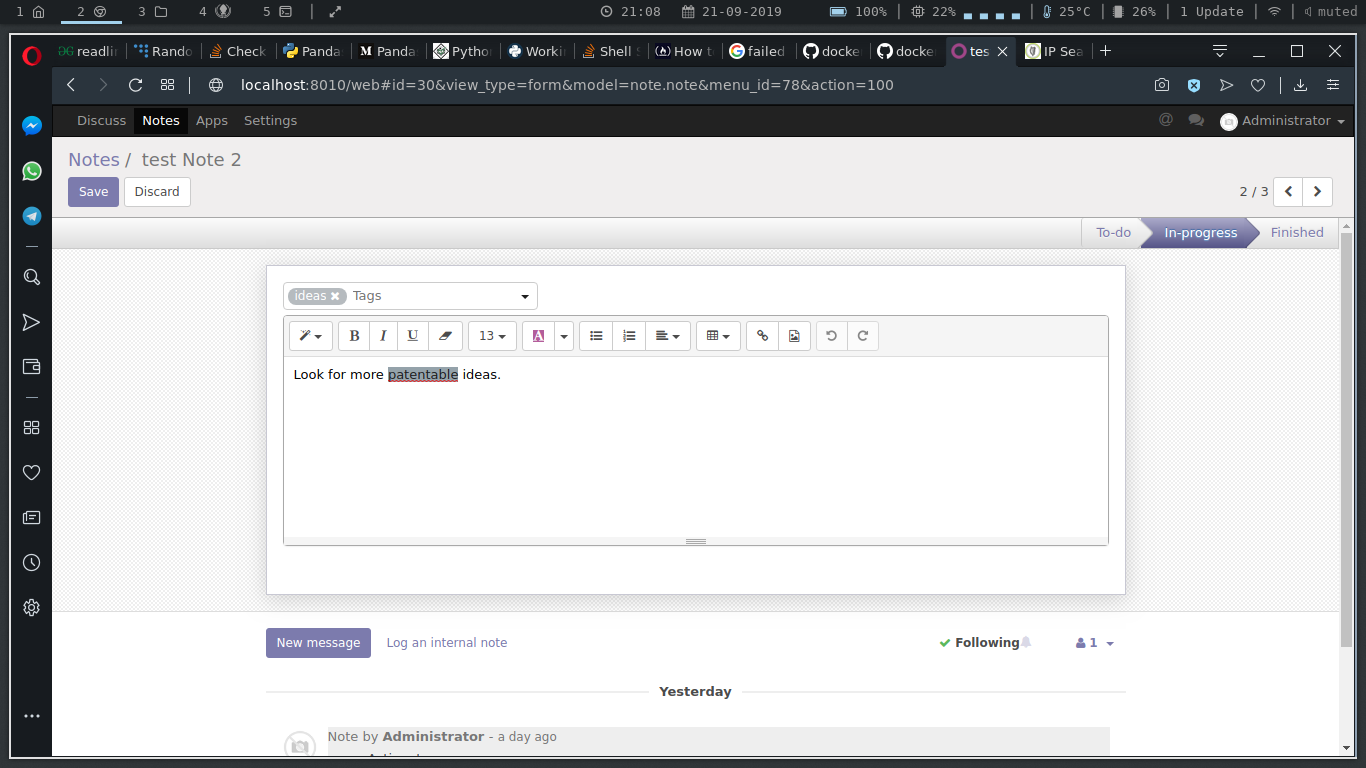 1 2 3 4 5 21:08 21-09-2019 100% 22% 25°C 26% 1 Update muted
readli Rando Check Panda Panda Pytho Worki Shell S How t failed docke docke tes IP Sea
localhost:8010/web#id=30&view_type=form&model=note.note&menu_id=78&action=100
Discuss Notes Apps Settings @ Administrator
Notes / test Note 2
Save Discard 2 / 3
To-do In-progress Finished
ideas Tags
B I U 13 A
Look for more patentable ideas.
New message Log an internal note Following 1
Yesterday
Note by Administrator - a day ago